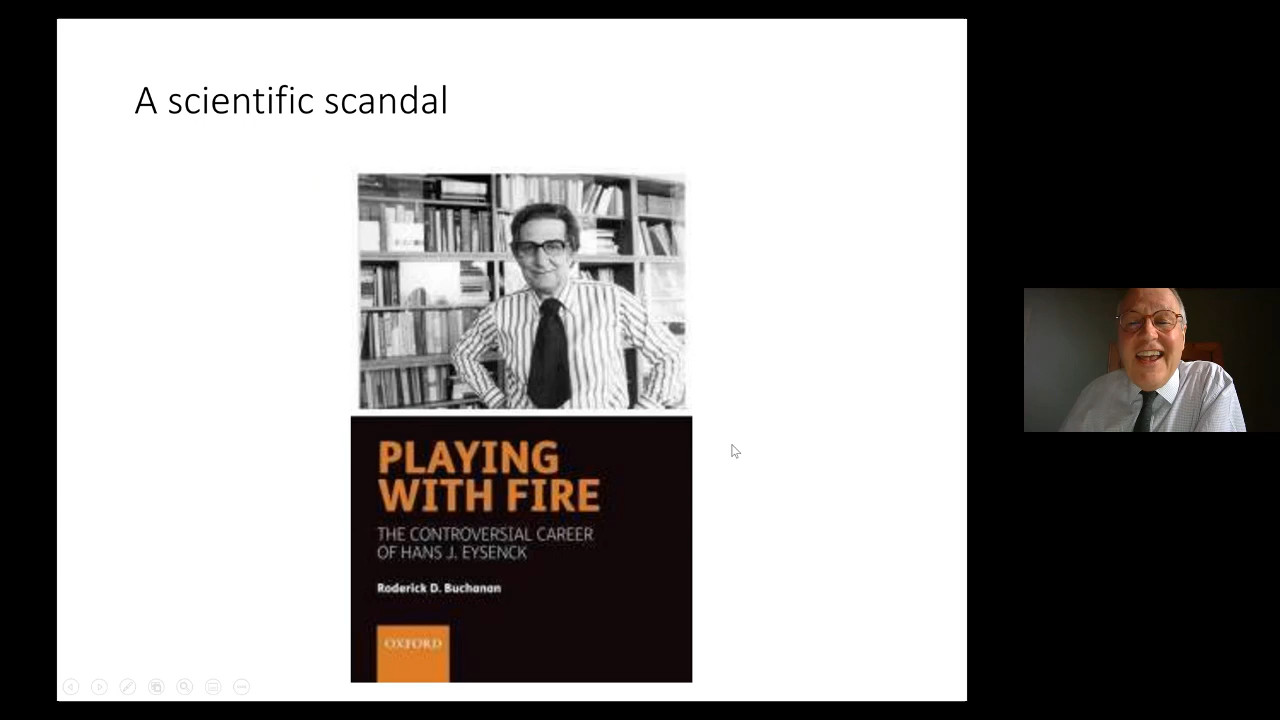 A scientific scandal
PLAYING
WITH FIRE
THE CONTROVERSIAL CAREER
OF HANS J. EYSENCK
Roderick D. Buchanan
OXFORD